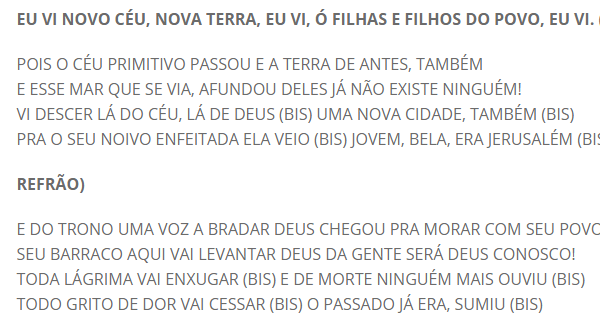 EU VI NOVO CÉU, NOVA TERRA, EU VI, Ó FILHAS E FILHOS DO POVO, EU VI. (
POIS O CÉU PRIMITIVO PASSOU E A TERRA DE ANTES, TAMBÉM
E ESSE MAR QUE SE VIA, AFUNDOU DELES JÁ NÃO EXISTE NINGUÉM!
VI DESCER LÁ DO CÉU, LÁ DE DEUS (BIS) UMA NOVA CIDADE, TAMBÉM (BIS)
PRA O SEU NOIVO ENFEITADA ELA VEIO (BIS) JOVEM, BELA, ERA JERUSALÉM (BIS
REFRÃO)
E DO TRONO UMA VOZ A BRADAR DEUS CHEGOU PRA MORAR COM SEU POVO
SEU BARRACO AQUI VAI LEVANTAR DEUS DA GENTE SERÁ DEUS CONOSCO!
TODA LÁGRIMA VAI ENXUGAR (BIS) E DE MORTE NINGUÉM MAIS OUVIU (BIS)
TODO GRITO DE DOR VAI CESSAR (BIS) O PASSADO JÁ ERA, SUMIU (BIS)